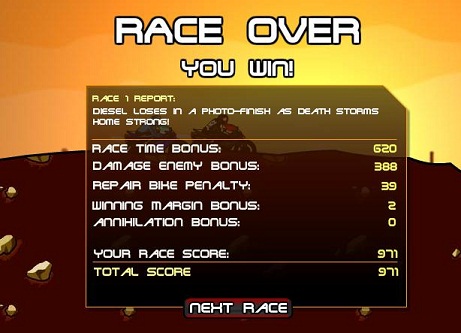 RACE OVER
YOU WIN!
RACE 1 REPORT:
DIESEL LOSES IN A PHOTO-FINISH AS DEATH STORMS
HOME STRONG!
RACE TIME BONUS: 620
DAMAGE ENEMY BONUS: 388
REPAIR BIKE PENALTY: 39
WINNING MARGIN BONUS: 2
ANNIHILATION BONUS: 0
YOUR RACE SCORE: 971
TOTAL SCORE 971
NEXT RACE